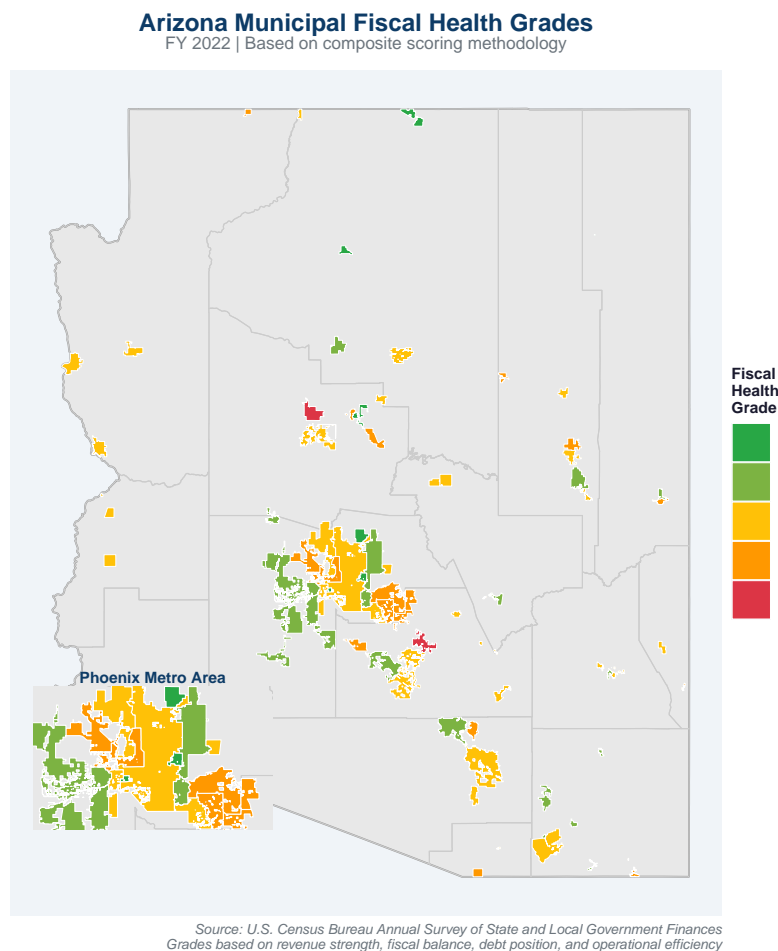 Arizona Municipal Fiscal Health Grades
FY 2022 | Based on composite scoring methodology
Fiscal
Health
Grade
Phoenix Metro Area
Source: U.S. Census Bureau Annual Survey of State and Local Government Finances
Grades based on revenue strength, fiscal balance, debt position, and operational efficiency